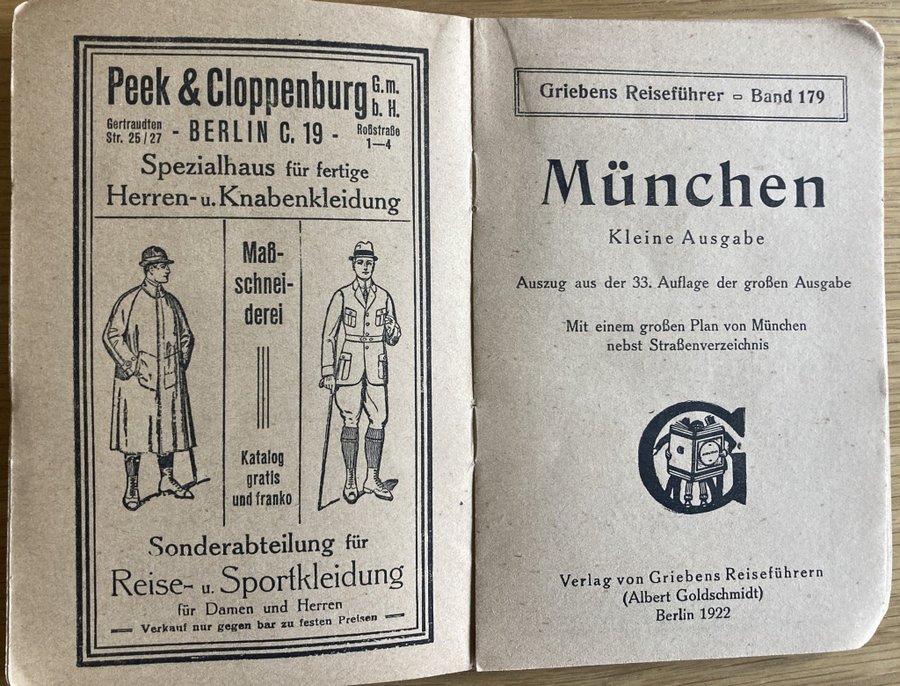 Peek & Cloppenburg G.m.
b. H.
Gertraudten
Str. 25/27 - BERLIN C. 19 - Roßstraße
1—4
Spezialhaus für fertige
Herren- u. Knabenkleidung
Maß-
schnei-
derei
Katalog
gratis
und franko
Sonderabteilung für
Reise- u. Sportkleidung
für Damen und Herren
— Verkauf nur gegen bar zu festen Preisen —
Griebens Reiseführer - Band 179
München
Kleine Ausgabe
Auszug aus der 33. Auflage der großen Ausgabe
Mit einem großen Plan von München
nebst Straßenverzeichnis
G
Verlag von Griebens Reiseführern
(Albert Goldschmidt)
Berlin 1922